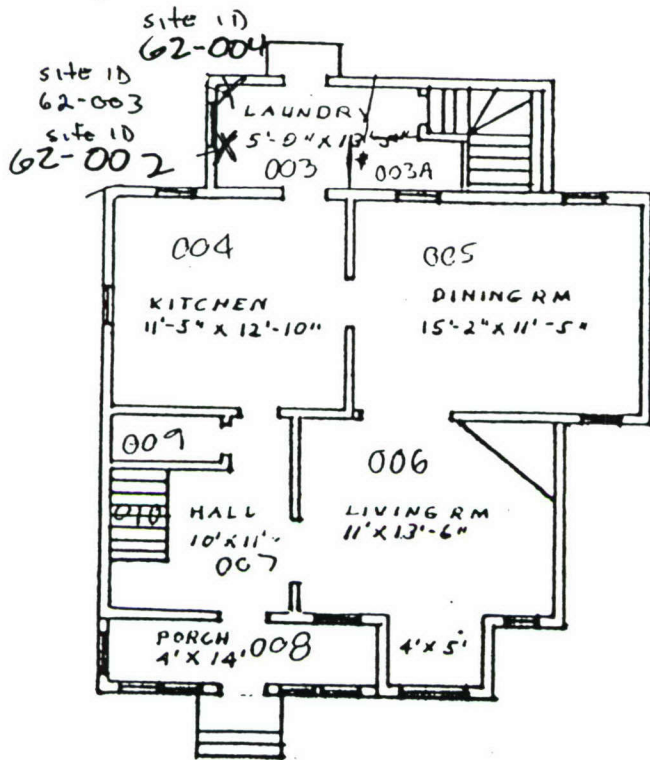 site ID
62-004
site ID
62-003
site ID
62-002
LAUNDRY
003
003A
004
KITCHEN
11'-5" X 12'-10"
005
DINING RM
15'-2" X 11'-5"
009
010
HALL
10' X 11'
007
006
LIVING RM
11' X 13'-6"
PORCH
4' X 14'
008
4' X 5'